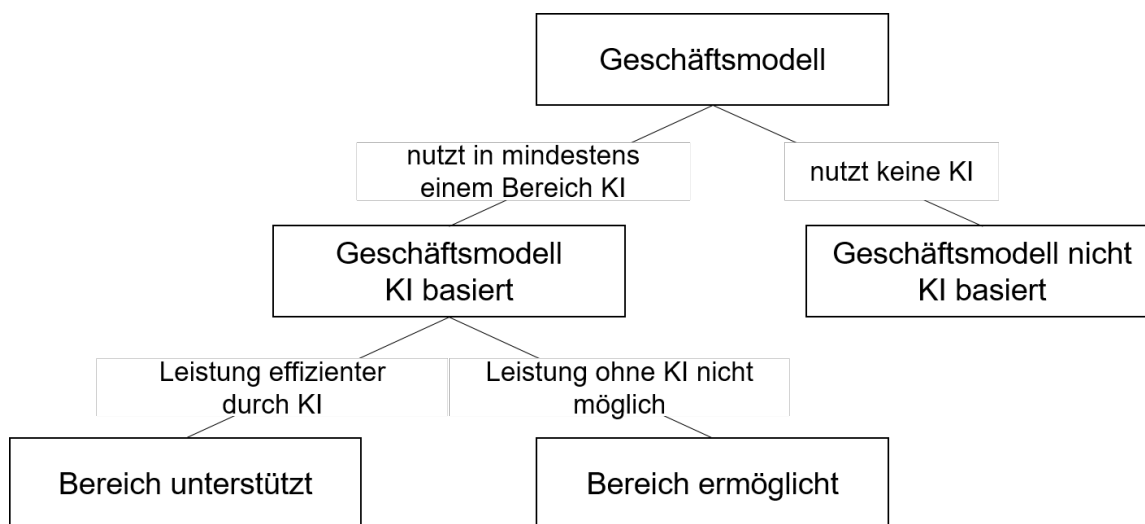 Geschäftsmodell
nutzt in mindestens
einem Bereich KI
nutzt keine KI
Geschäftsmodell
KI basiert
Geschäftsmodell nicht
KI basiert
Leistung effizienter
durch KI
Leistung ohne KI nicht
möglich
Bereich unterstützt
Bereich ermöglicht